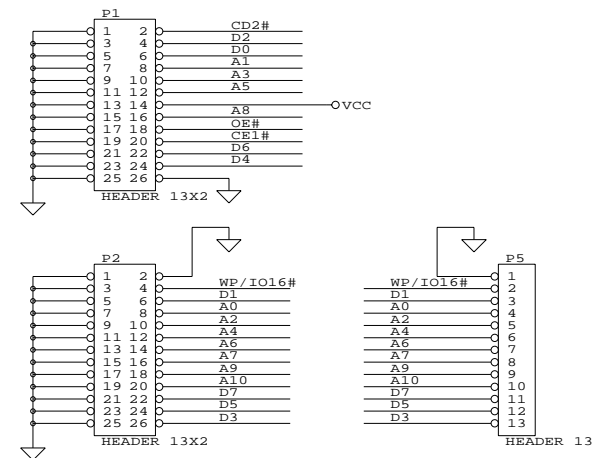 P1
1 2 CD2#
3 4 D2
5 6 D0
7 8 A1
9 10 A3
11 12 A5
13 14 VCC
15 16 A8
17 18 OE#
19 20 CE1#
21 22 D6
23 24 D4
25 26
HEADER 13X2
P2
1 2
3 4 WP/IO16#
5 6 D1
7 8 A0
9 10 A2
11 12 A4
13 14 A6
15 16 A7
17 18 A9
19 20 A10
21 22 D7
23 24 D5
25 26 D3
HEADER 13X2
P5
1
WP/IO16# 2
D1 3
A0 4
A2 5
A4 6
A6 7
A7 8
A9 9
A10 10
D7 11
D5 12
D3 13
HEADER 13